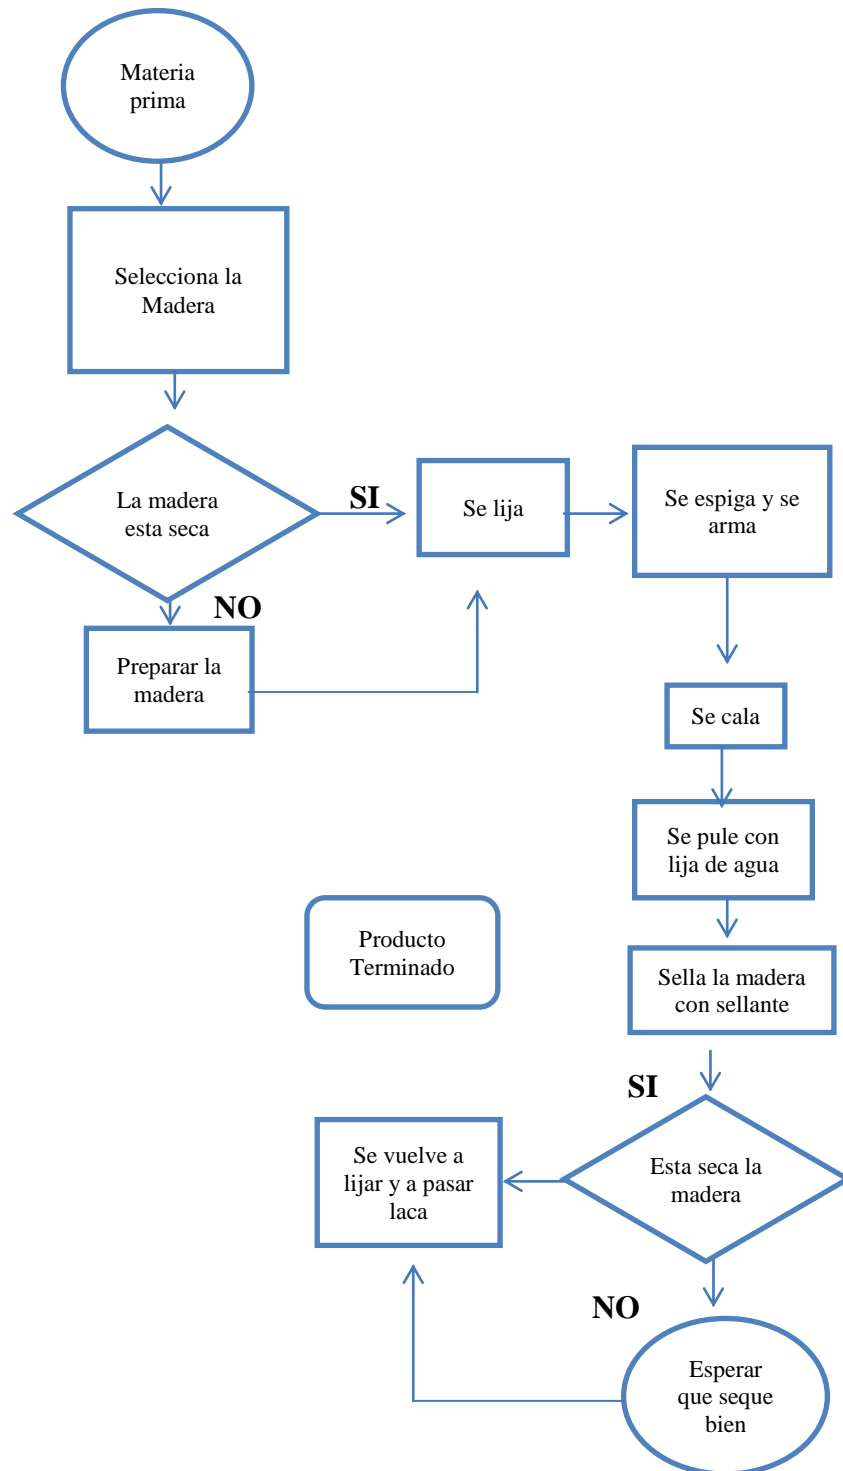 Materia
prima
Selecciona la
Madera
La madera
esta seca
SI
Se lija
Se espiga y se
arma
NO
Preparar la
madera
Se cala
Se pule con
lija de agua
Producto
Terminado
Sella la madera
con sellante
SI
Esta seca la
madera
Se vuelve a
lijar y a pasar
laca
NO
Esperar
que seque
bien